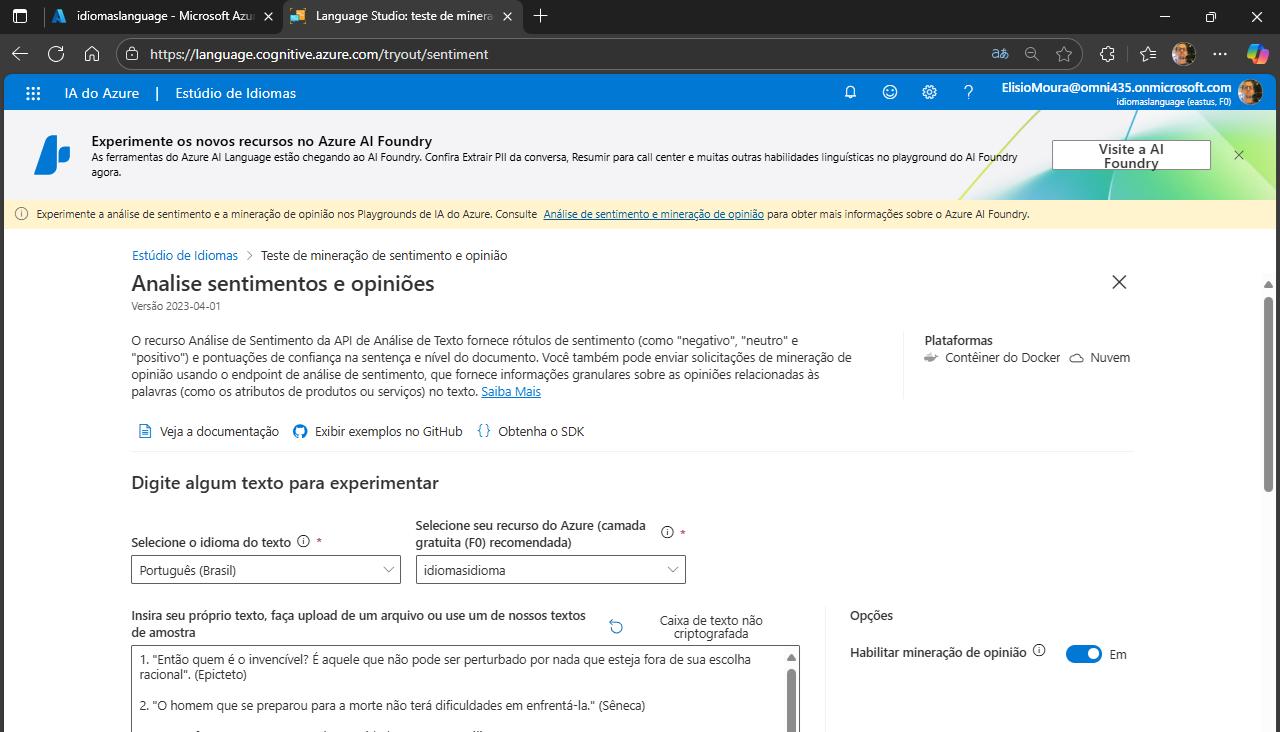 idiomaslanguage - Microsoft Azu
Language Studio: teste de minera
https://language.cognitive.azure.com/tryout/sentiment
IA do Azure | Estúdio de Idiomas
ElisioMoura@omni435.onmicrosoft.com
idiomaslanguage (eastus, F0)
Experimente os novos recursos no Azure AI Foundry
As ferramentas do Azure AI Language estão chegando ao AI Foundry. Confira Extrair PII da conversa, Resumir para call center e muitas outras habilidades linguísticas no playground do AI Foundry
agora.
Visite a AI
Foundry
Experimente a análise de sentimento e a mineração de opinião nos Playgrounds de IA do Azure. Consulte Análise de sentimento e mineração de opinião para obter mais informações sobre o Azure AI Foundry.
Estúdio de Idiomas > Teste de mineração de sentimento e opinião
Analise sentimentos e opiniões
Versão 2023-04-01
O recurso Análise de Sentimento da API de Análise de Texto fornece rótulos de sentimento (como "negativo", "neutro" e
"positivo") e pontuações de confiança na sentença e nível do documento. Você também pode enviar solicitações de mineração de
opinião usando o endpoint de análise de sentimento, que fornece informações granulares sobre as opiniões relacionadas às
palavras (como os atributos de produtos ou serviços) no texto. Saiba Mais
Plataformas
Contêiner do Docker Nuvem
Veja a documentação Exibir exemplos no GitHub Obtenha o SDK
Digite algum texto para experimentar
Selecione o idioma do texto *
Português (Brasil)
Selecione seu recurso do Azure (camada
gratuita (F0) recomendada) *
idiomasidioma
Insira seu próprio texto, faça upload de um arquivo ou use um de nossos textos
de amostra
Caixa de texto não
criptografada
1. "Então quem é o invencível? É aquele que não pode ser perturbado por nada que esteja fora de sua escolha
racional". (Epicteto)
2. "O homem que se preparou para a morte não terá dificuldades em enfrentá-la." (Sêneca)
Opções
Habilitar mineração de opinião Em